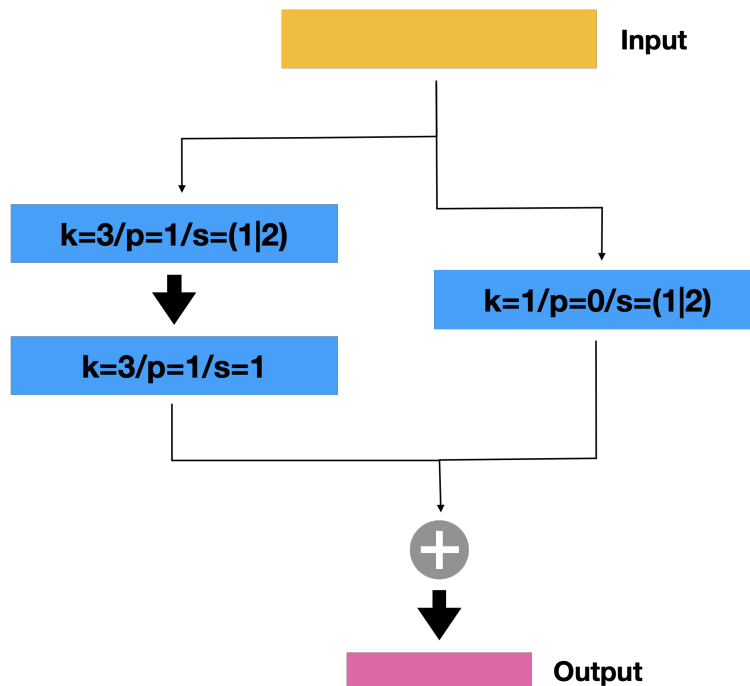 Input
k=3/p=1/s=(1|2)
k=1/p=0/s=(1|2)
k=3/p=1/s=1
Output